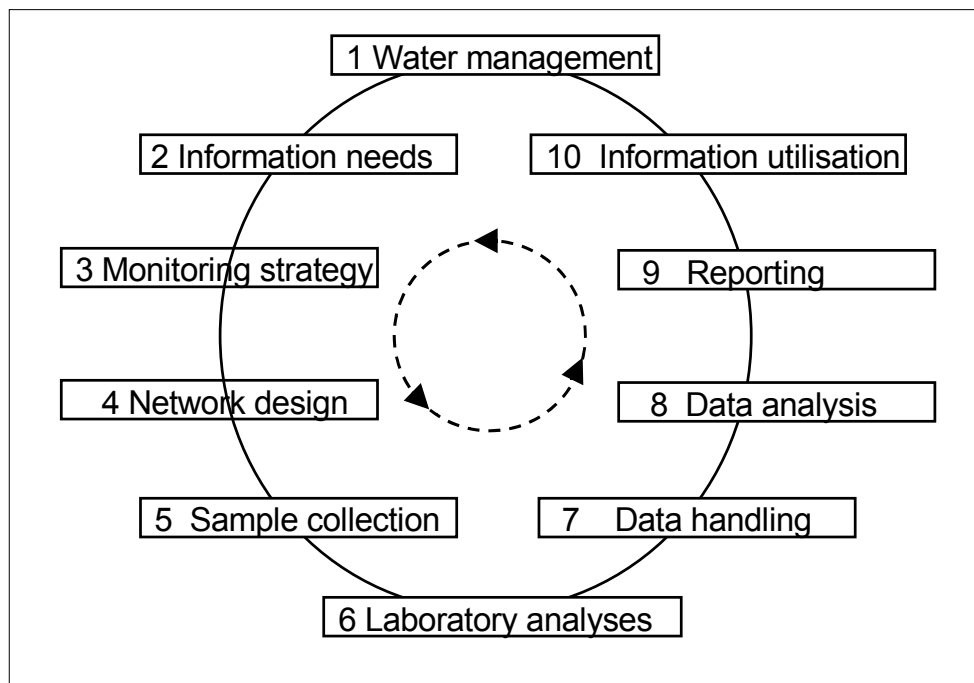 1 Water management
2 Information needs
10 Information utilisation
3 Monitoring strategy
9 Reporting
4 Network design
8 Data analysis
5 Sample collection
7 Data handling
6 Laboratory analyses